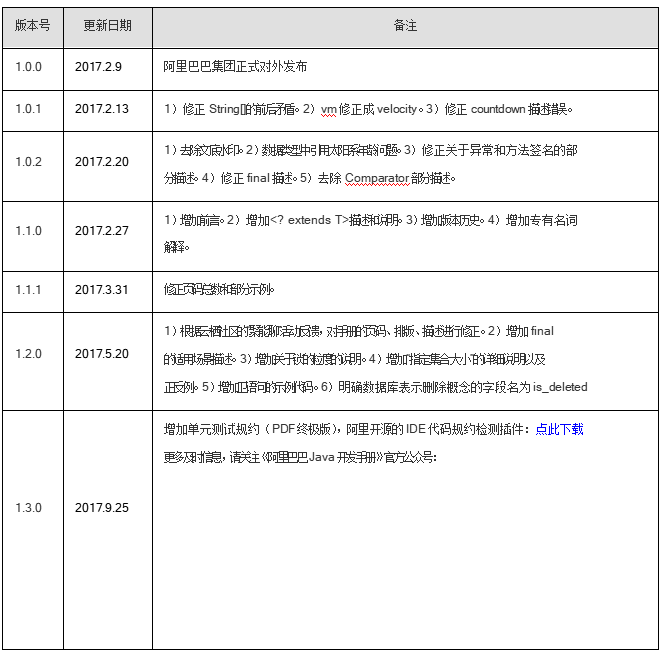 版本号 更新日期 备注
1.0.0 2017.2.9 阿里巴巴集团正式对外发布
1.0.1 2017.2.13 1）修正 String[]的前后矛盾。2）vm 修正成 velocity。3）修正 countdown 描述错误。
1）去除文底水印。2）数据类型中引用太阳系年龄问题。3）修正关于异常和方法签名的部
1.0.2 2017.2.20
分描述。4）修正 final 描述。5）去除 Comparator 部分描述。
1）增加前言。2）增加<? extends T>描述和说明。3）增加版本历史。4）增加专有名词
1.1.0 2017.2.27
解释。
1.1.1 2017.3.31 修正页码总数和部分示例。
1）根据云栖社区的“聚能聊”活动反馈，对手册的页码、排版、描述进行修正。2）增加 final
1.2.0 2017.5.20
的适用场景描述。3）增加关于锁的粒度的说明。4）增加“指定集合大小”的详细说明以及
正反例。5）增加卫语句的示例代码。6）明确数据库表示删除概念的字段名为 is_deleted
增加单元测试规约（PDF 终极版），阿里开源的 IDE 代码规约检测插件：点此下载
更多及时信息，请关注《阿里巴巴 Java 开发手册》官方公众号：
1.3.0 2017.9.25